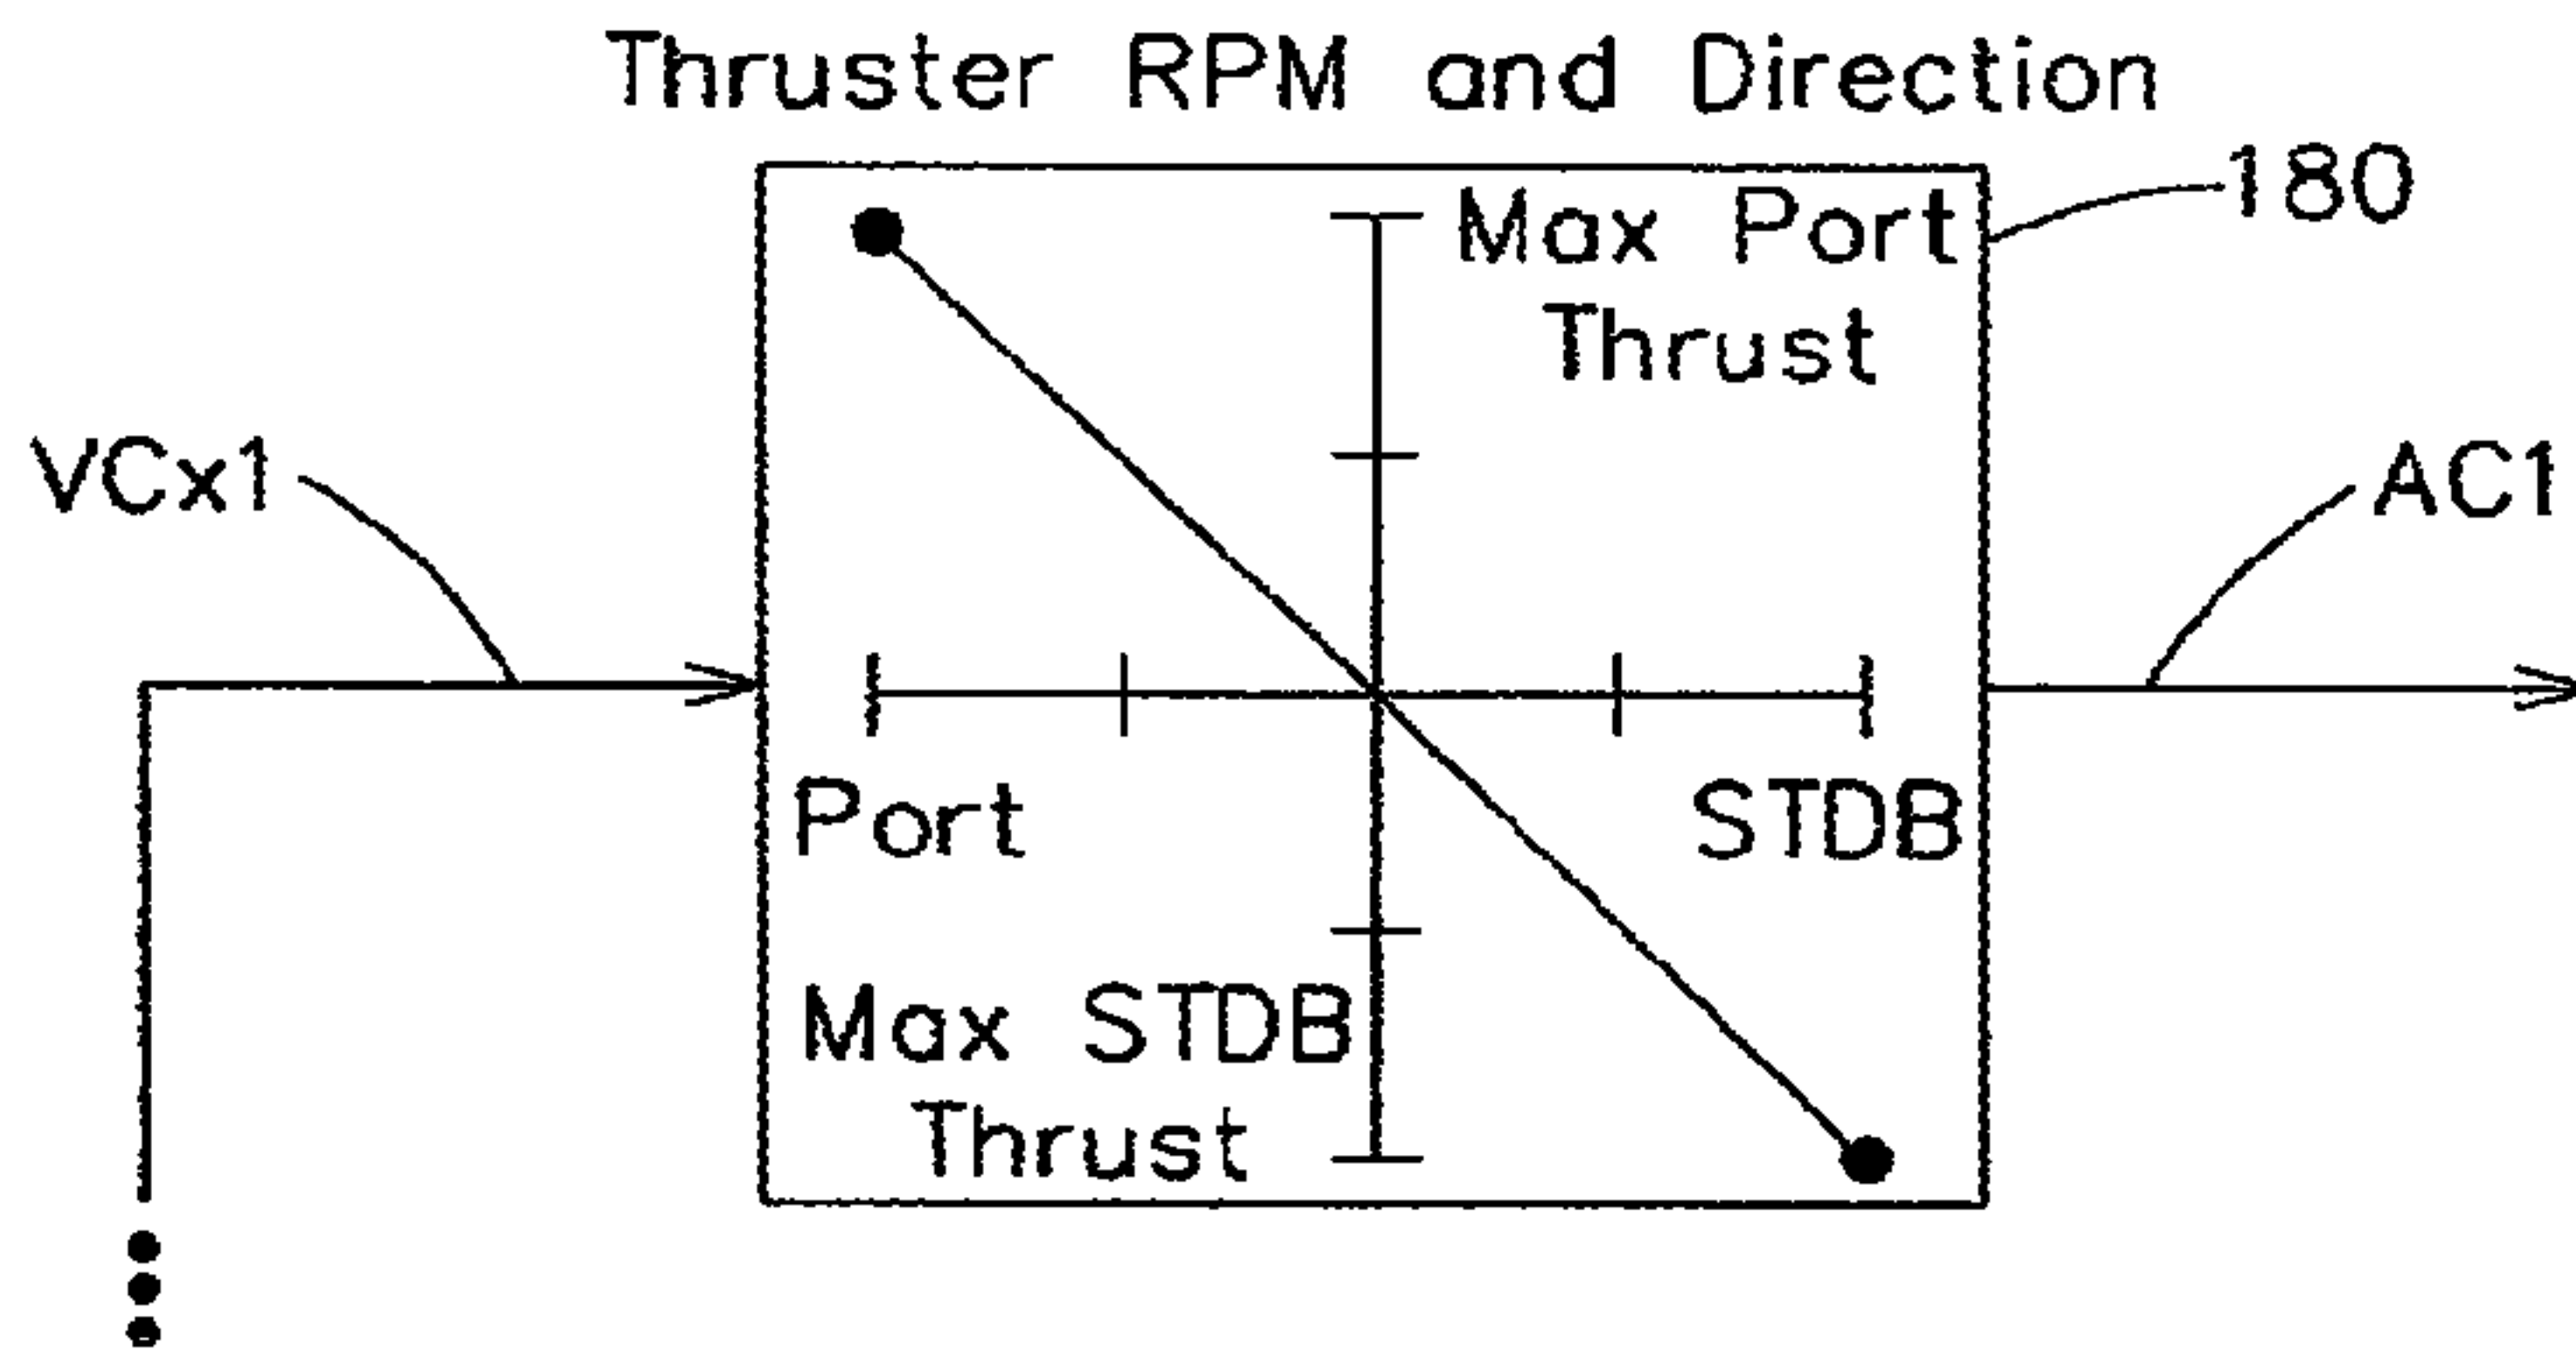 Thruster RPM and Direction
180
Max Port
Thrust
VCx1
AC1
Port
STDB
Max STDB
Thrust